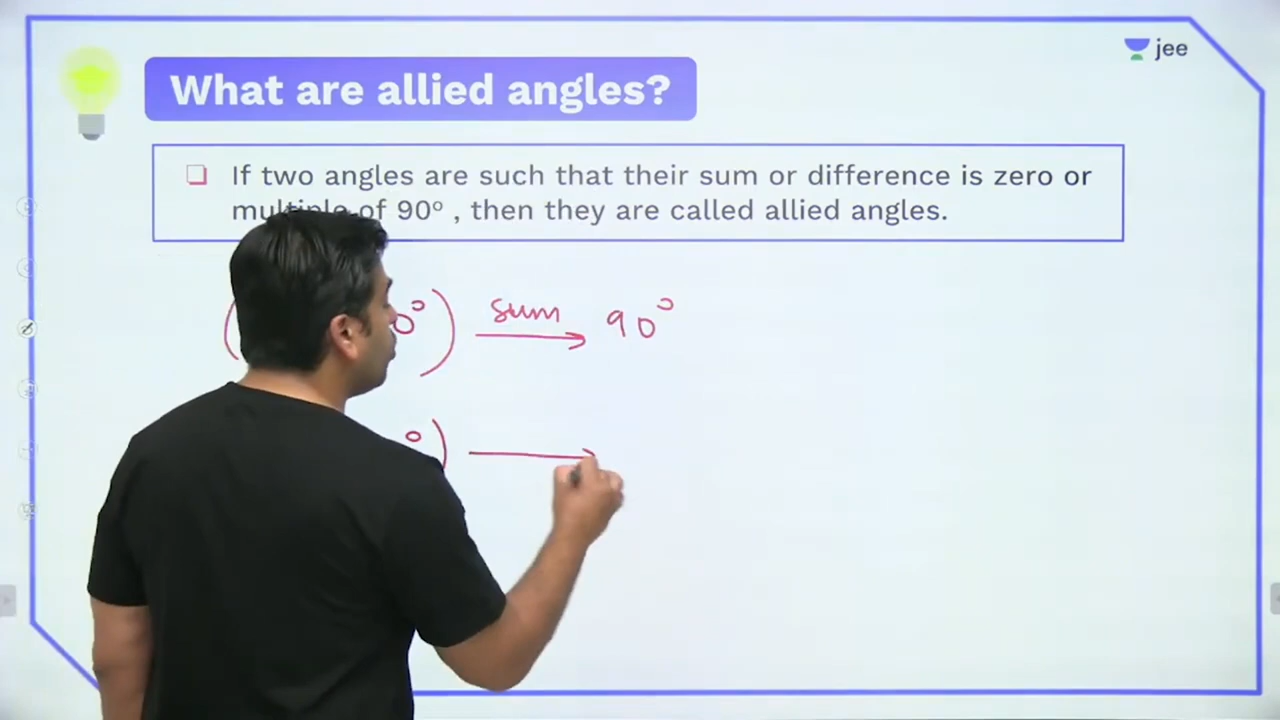 jee
What are allied angles?
❑ If two angles are such that their sum or difference is zero or
multiple of 90°, then they are called allied angles.
0°) sum → 90°
°) →